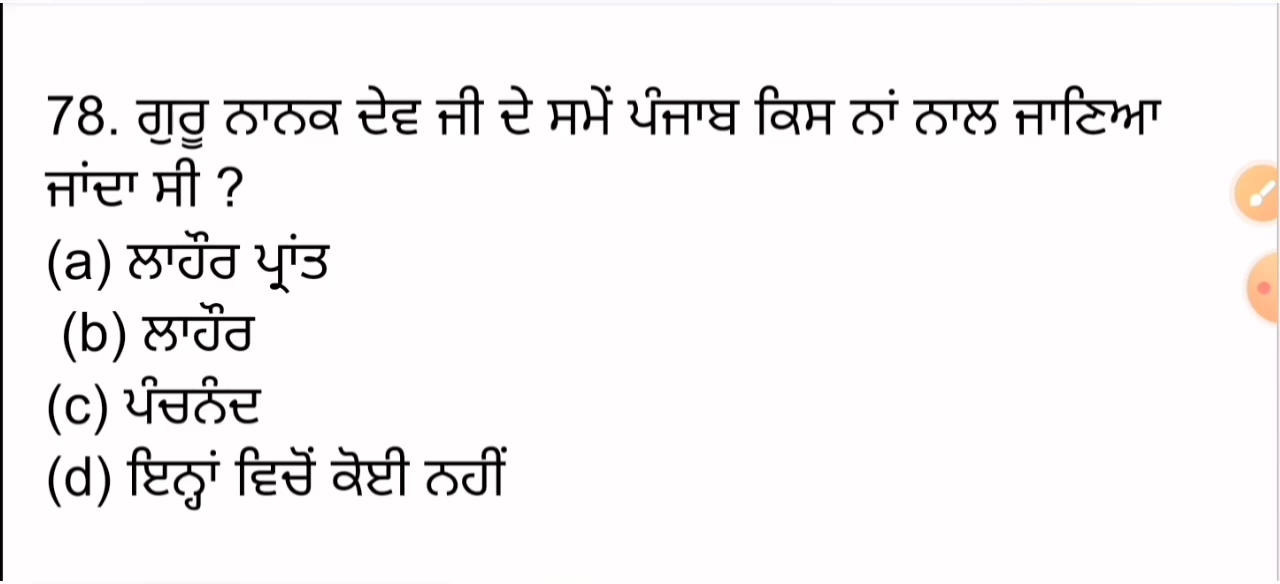 78. ਗੁਰੂ ਨਾਨਕ ਦੇਵ ਜੀ ਦੇ ਸਮੇਂ ਪੰਜਾਬ ਕਿਸ ਨਾਂ ਨਾਲ ਜਾਣਿਆ
ਜਾਂਦਾ ਸੀ ?
(a) ਲਾਹੌਰ ਪ੍ਰਾਂਤ
(b) ਲਾਹੌਰ
(c) ਪੰਚਨੰਦ
(d) ਇਨ੍ਹਾਂ ਵਿਚੋਂ ਕੋਈ ਨਹੀਂ